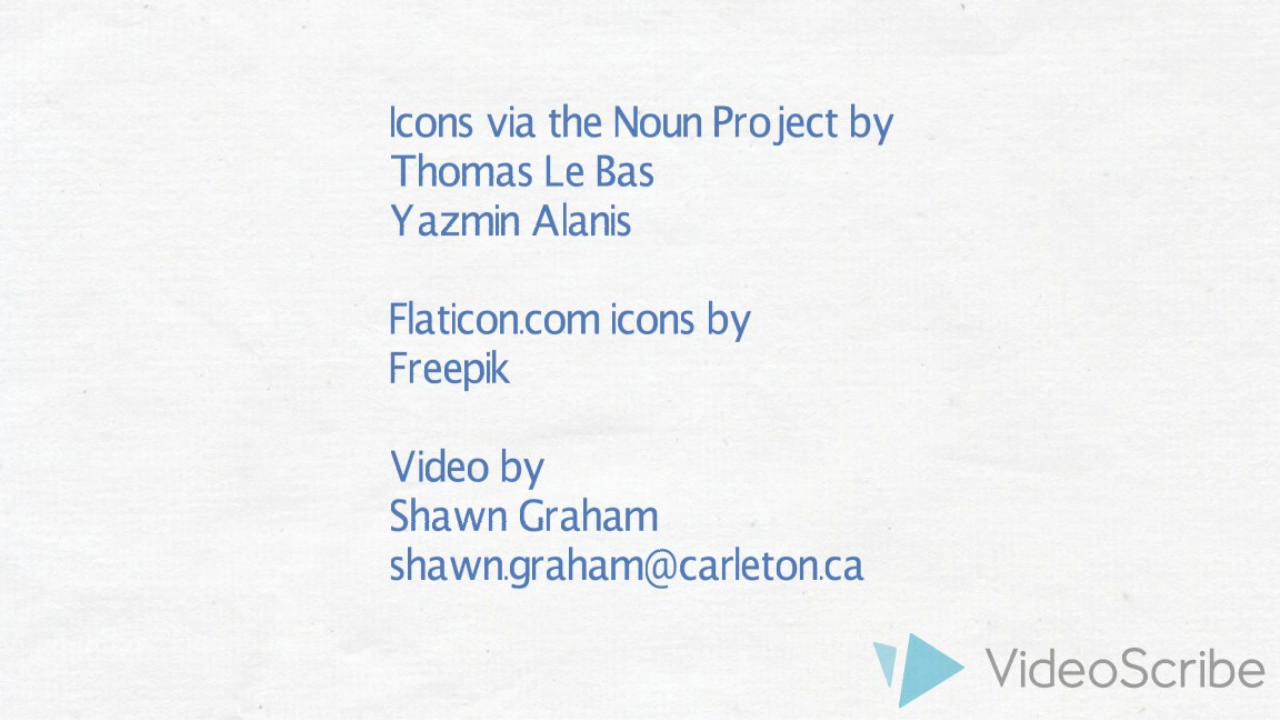 Icons via the Noun Project by
Thomas Le Bas
Yazmin Alanis
Flaticon.com icons by
Freepik
Video by
Shawn Graham
shawn.graham@carleton.ca
VideoScribe